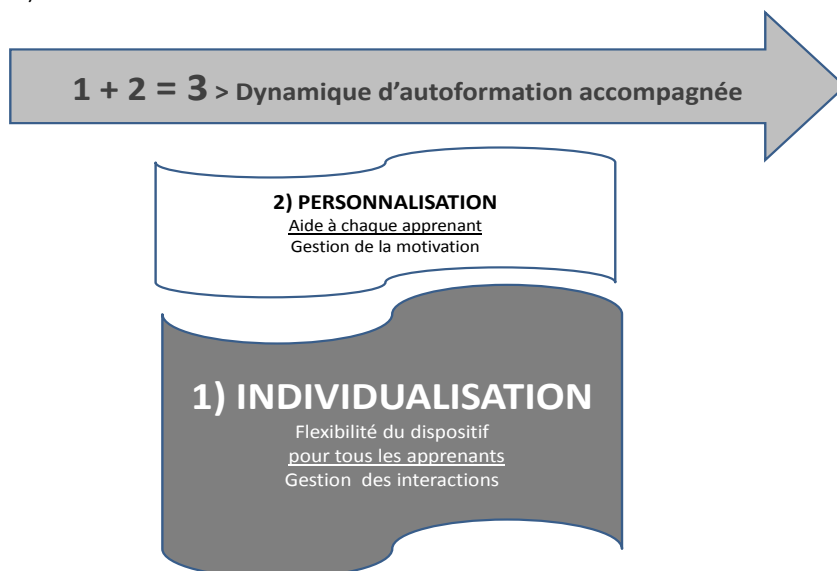 1 + 2 = 3 > Dynamique d’autoformation accompagnée
2) PERSONNALISATION
Aide à chaque apprenant
Gestion de la motivation
1) INDIVIDUALISATION
Flexibilité du dispositif
pour tous les apprenants
Gestion des interactions